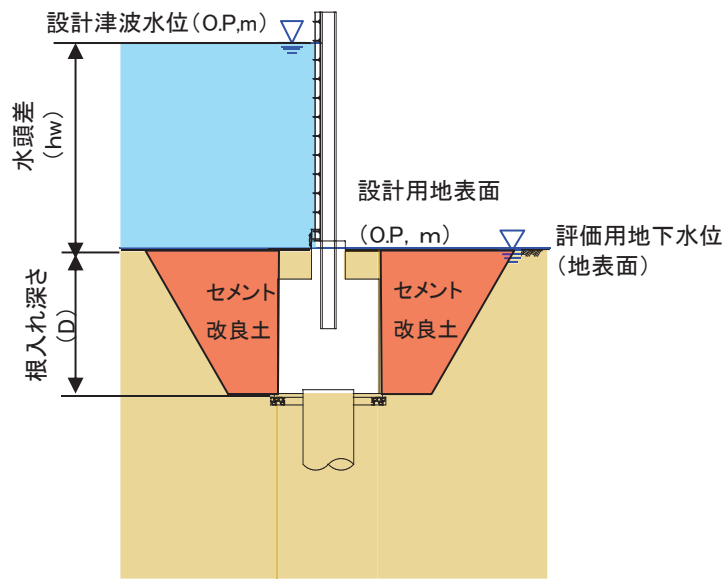 設計津波水位(O.P,m)
水頭差
(hw)
設計用地表面
(O.P, m)
評価用地下水位
(地表面)
根入れ深さ
(D)
セメント
改良土
セメント
改良土